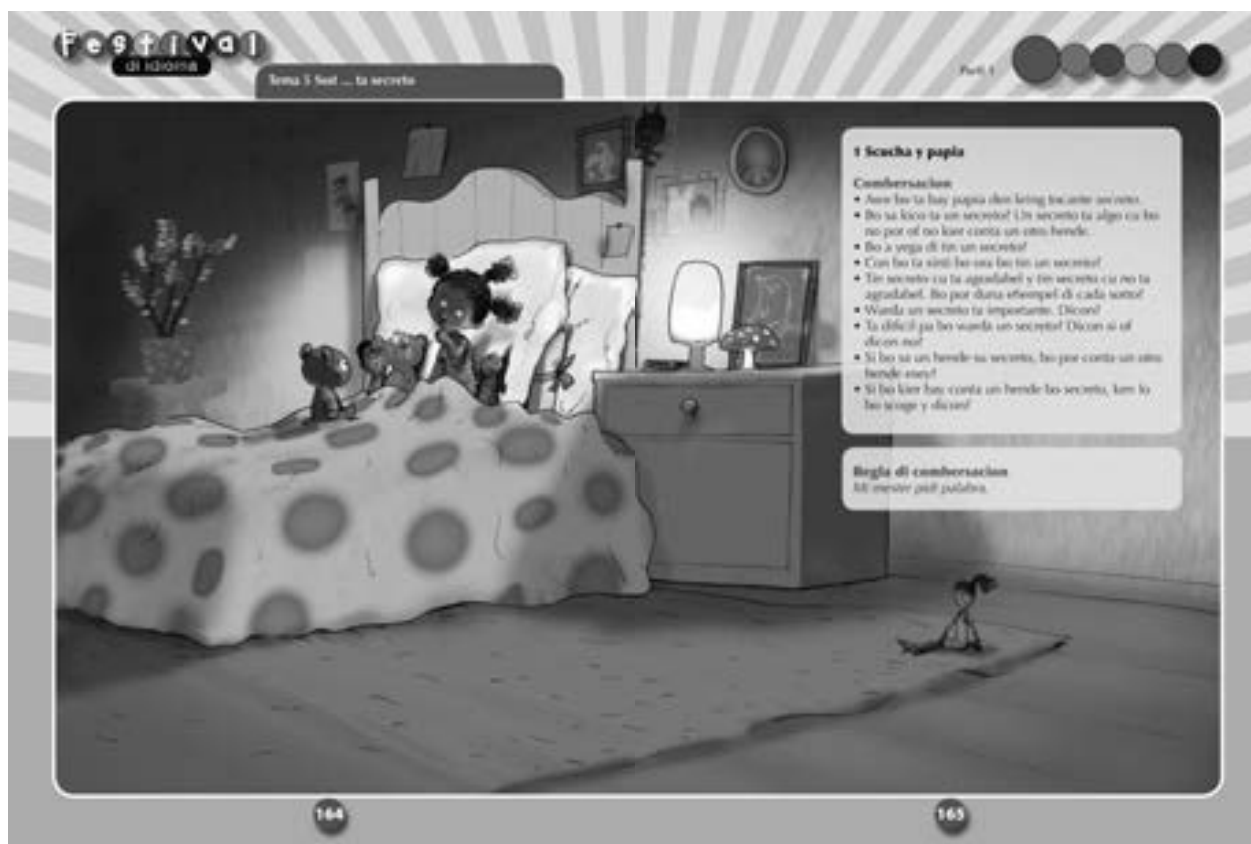 Festival
di idioma
Tema 5 Ssst ... ta secreto
Parti 1
1 Scucha y papia
Combersacion
• Awe bo ta bay papia den kring tocante secreto.
• Bo sa kico ta un secreto? Un secreto ta algo cu bo
no por of no kier conta un otro hende.
• Bo a yega di tin un secreto?
• Con bo ta sinti bo ora bo tin un secreto?
• Tin secreto cu ta agradabel y tin secreto cu no ta
agradabel. Bo por duna ehempel di cada sorto?
• Warda un secreto ta importante. Dicon?
• Ta dificil pa bo warda un secreto? Dicon si of
dicon no?
• Si bo sa un hende su secreto, bo por conta un otro
hende esey?
• Si bo kier bay conta un hende bo secreto, ken lo
bo scoge y dicon?
Regla di combersacion
Mi mester pidi palabra.
164
165